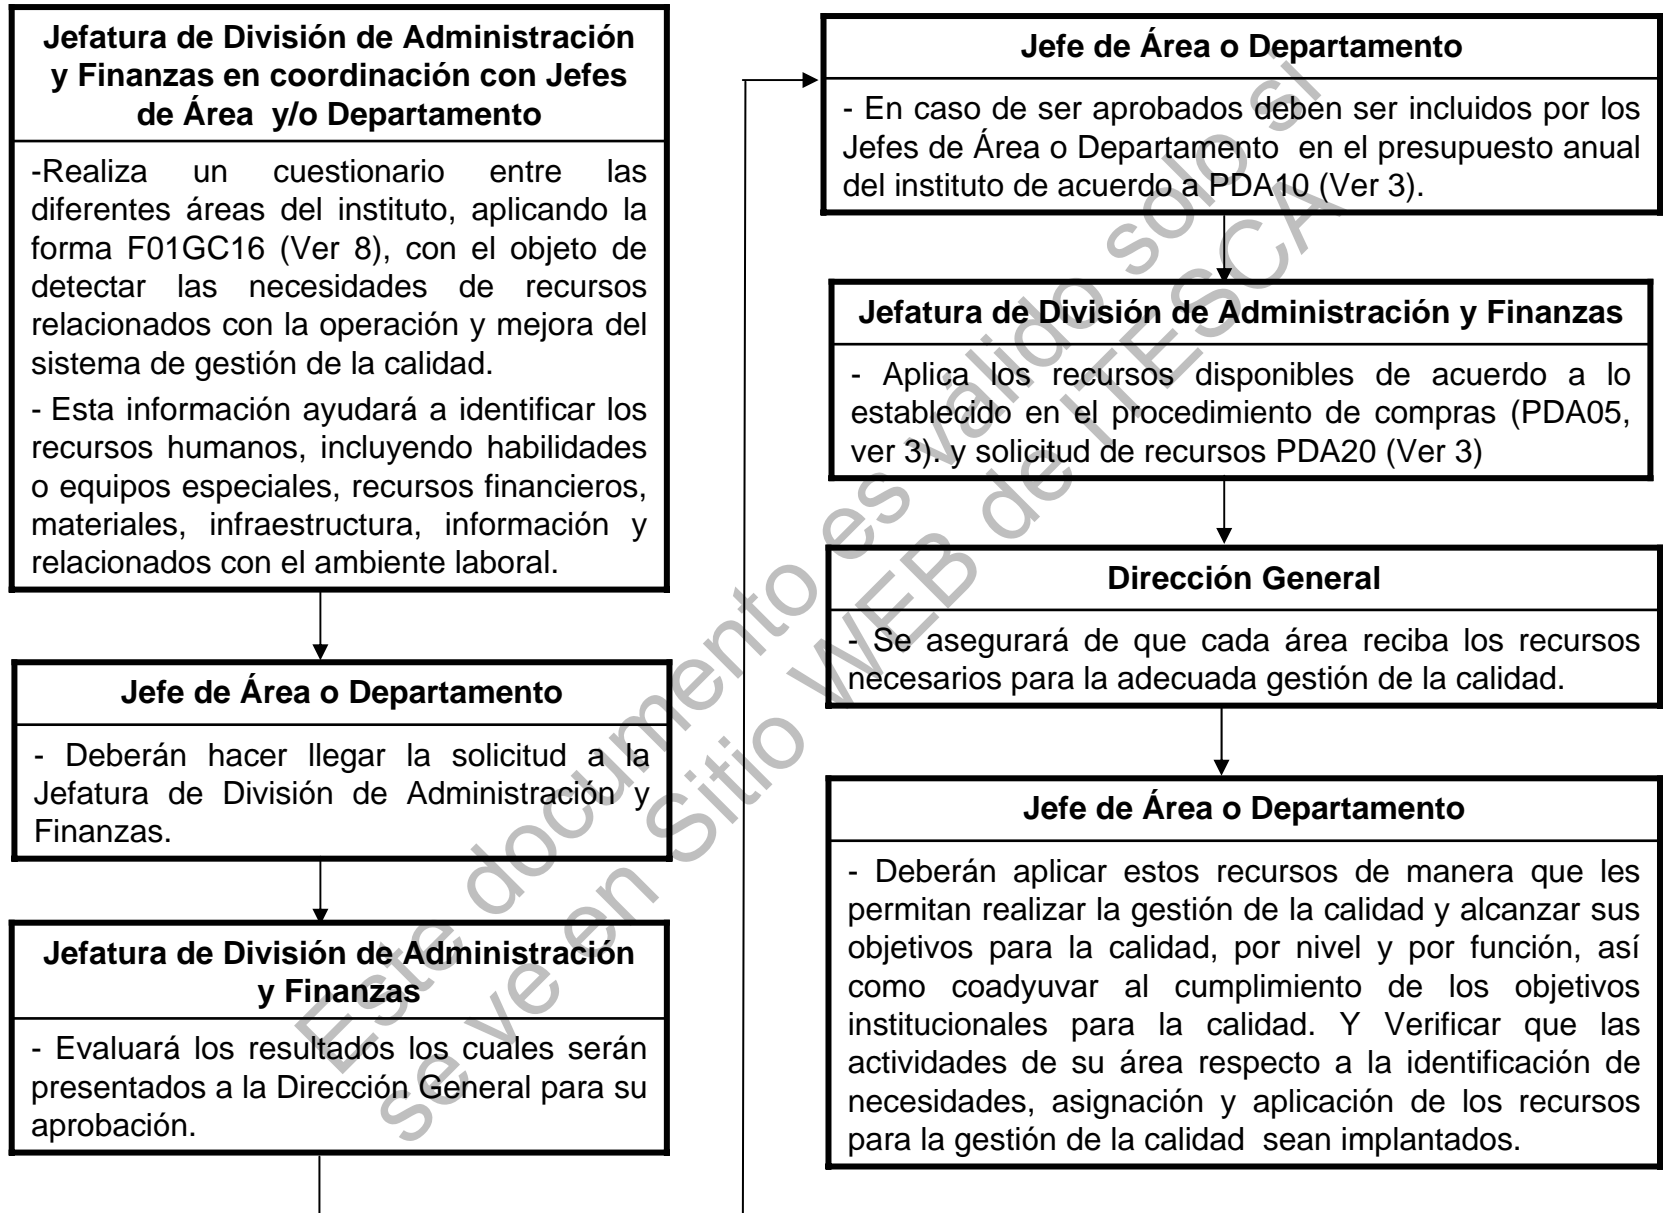 Jefatura de División de Administración
y Finanzas en coordinación con Jefes
de Área y/o Departamento
-Realiza un cuestionario entre las
diferentes áreas del instituto, aplicando la
forma F01GC16 (Ver 8), con el objeto de
detectar las necesidades de recursos
relacionados con la operación y mejora del
sistema de gestión de la calidad.
- Esta información ayudará a identificar los
recursos humanos, incluyendo habilidades
o equipos especiales, recursos financieros,
materiales, infraestructura, información y
relacionados con el ambiente laboral.
Jefe de Área o Departamento
- Deberán hacer llegar la solicitud a la
Jefatura de División de Administración y
Finanzas.
Jefatura de División de Administración
y Finanzas
- Evaluará los resultados los cuales serán
presentados a la Dirección General para su
aprobación.
Jefe de Área o Departamento
- En caso de ser aprobados deben ser incluidos por los
Jefes de Área o Departamento en el presupuesto anual
del instituto de acuerdo a PDA10 (Ver 3).
Jefatura de División de Administración y Finanzas
- Aplica los recursos disponibles de acuerdo a lo
establecido en el procedimiento de compras (PDA05,
ver 3). y solicitud de recursos PDA20 (Ver 3)
Dirección General
- Se asegurará de que cada área reciba los recursos
necesarios para la adecuada gestión de la calidad.
Jefe de Área o Departamento
- Deberán aplicar estos recursos de manera que les
permitan realizar la gestión de la calidad y alcanzar sus
objetivos para la calidad, por nivel y por función, así
como coadyuvar al cumplimiento de los objetivos
institucionales para la calidad. Y Verificar que las
actividades de su área respecto a la identificación de
necesidades, asignación y aplicación de los recursos
para la gestión de la calidad sean implantados.
Este documento es valido solo si
se ve en Sitio WEB de ITESCA